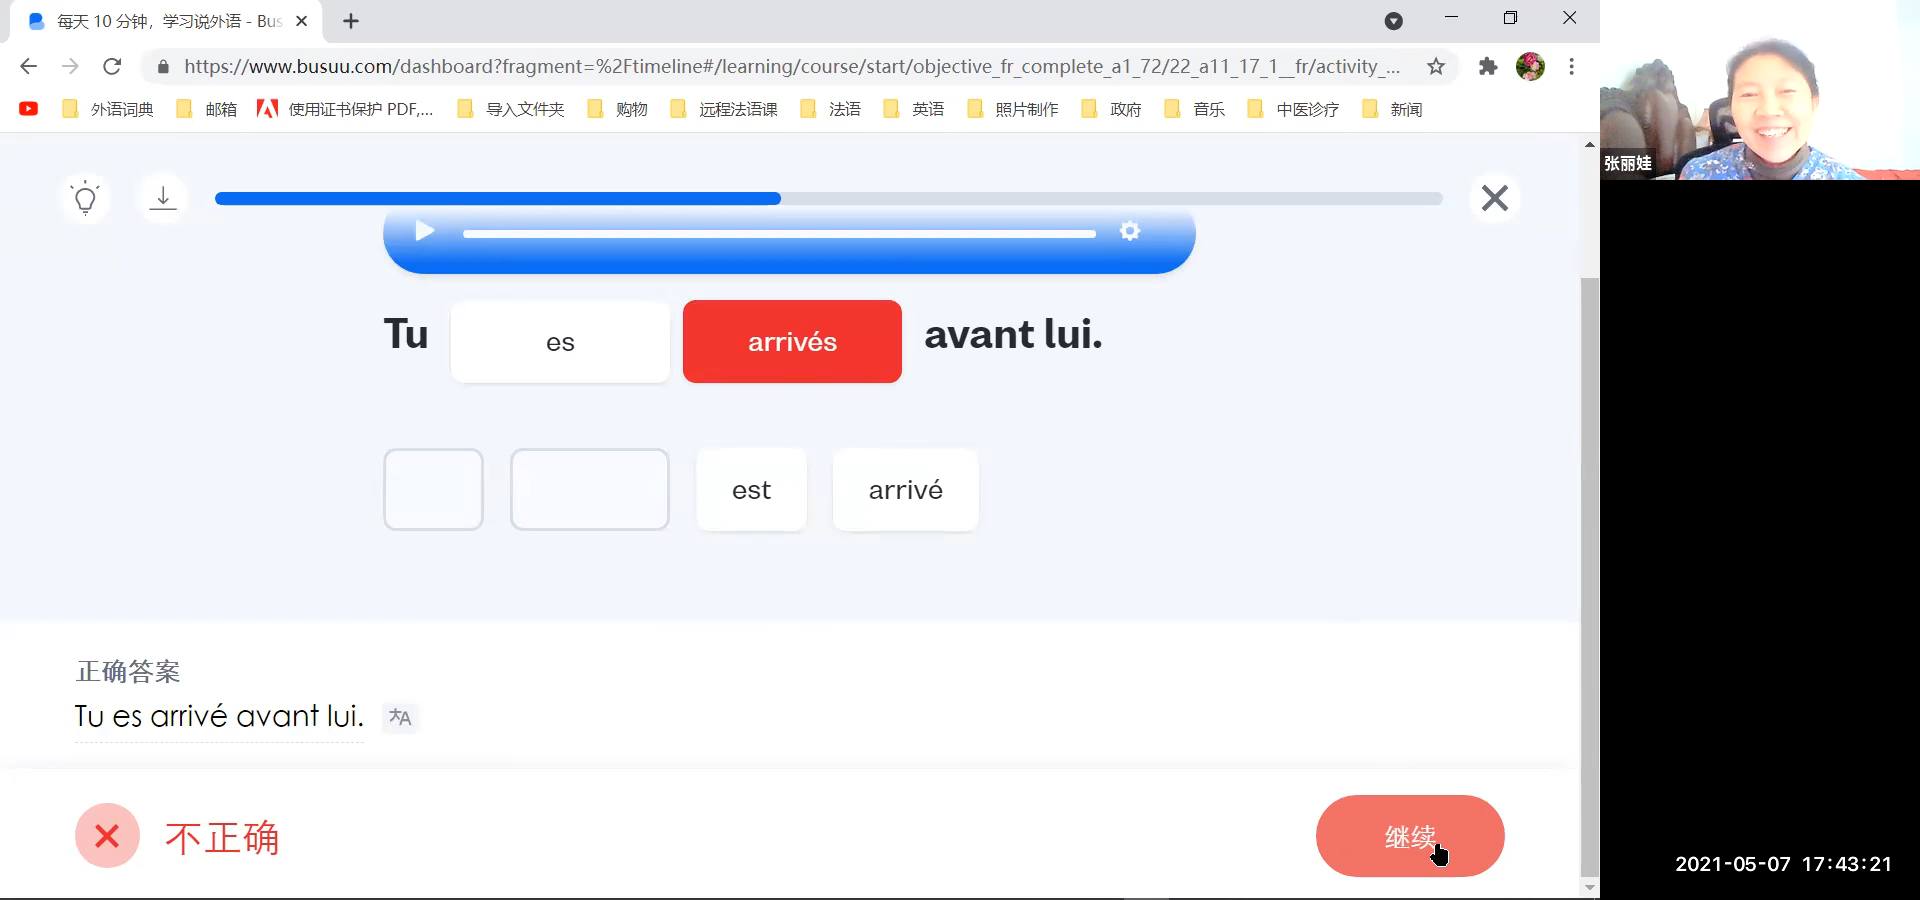 每天 10 分钟，学习说外语 - Bus
https://www.busuu.com/dashboard?fragment=%2Ftimeline#/learning/course/start/objective_fr_complete_a1_72/22_a11_17_1__fr/activity_...
外语词典 邮箱 使用证书保护 PDF,... 导入文件夹 购物 远程法语课 法语 英语 照片制作 政府 音乐 中医诊疗 新闻
张丽娃
Tu es arrivés avant lui.
est arrivé
正确答案
Tu es arrivé avant lui.
不正确
继续
2021-05-07 17:43:21